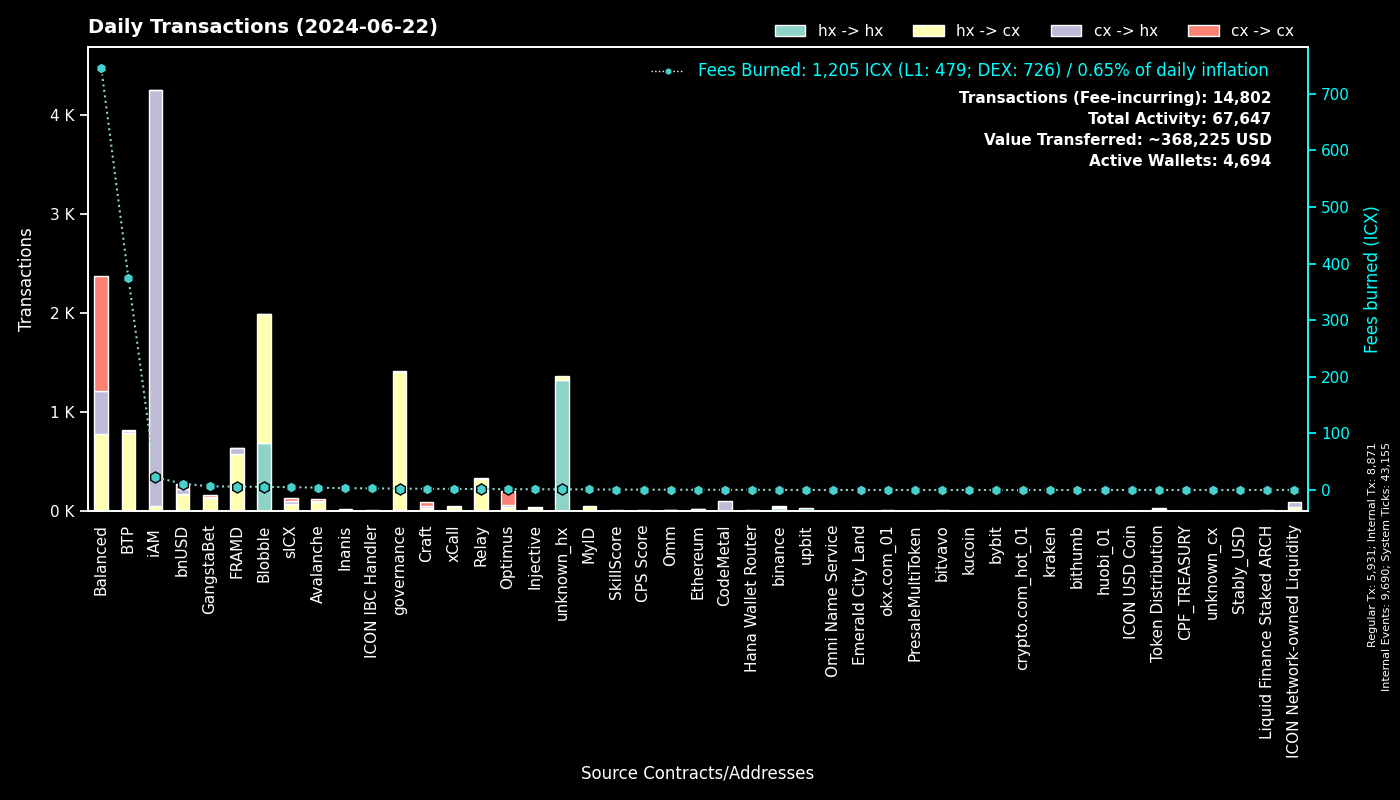 Daily Transactions (2024-06-22)
hx -> hx
hx -> cx
cx -> hx
cx -> cx
Fees Burned: 1,205 ICX (L1: 479; DEX: 726) / 0.65% of daily inflation
Transactions (Fee-incurring): 14,802
Total Activity: 67,647
Value Transferred: ~368,225 USD
Active Wallets: 4,694
Transactions
4 K
3 K
2 K
1 K
0 K
700
600
500
400
300
200
100
0
Fees burned (ICX)
Balanced
BTP
iAM
bnUSD
GangstaBet
FRAMD
Blobble
sICX
Avalanche
Inanis
ICON IBC Handler
governance
Craft
xCall
Relay
Optimus
Injective
unknown_hx
MyID
SkillScore
CPS Score
Omm
Ethereum
CodeMetal
Hana Wallet Router
binance
upbit
Omni Name Service
Emerald City Land
okx.com_01
PresaleMultiToken
bitvavo
kucoin
bybit
crypto.com_hot_01
kraken
bithumb
huobi_01
ICON USD Coin
Token Distribution
CPF_TREASURY
unknown_cx
Stably_USD
Liquid Finance Staked ARCH
ICON Network-owned Liquidity
Source Contracts/Addresses
Regular Tx: 5,931; Internal Tx: 8,871
Internal Events: 9,690; System Ticks: 43,155